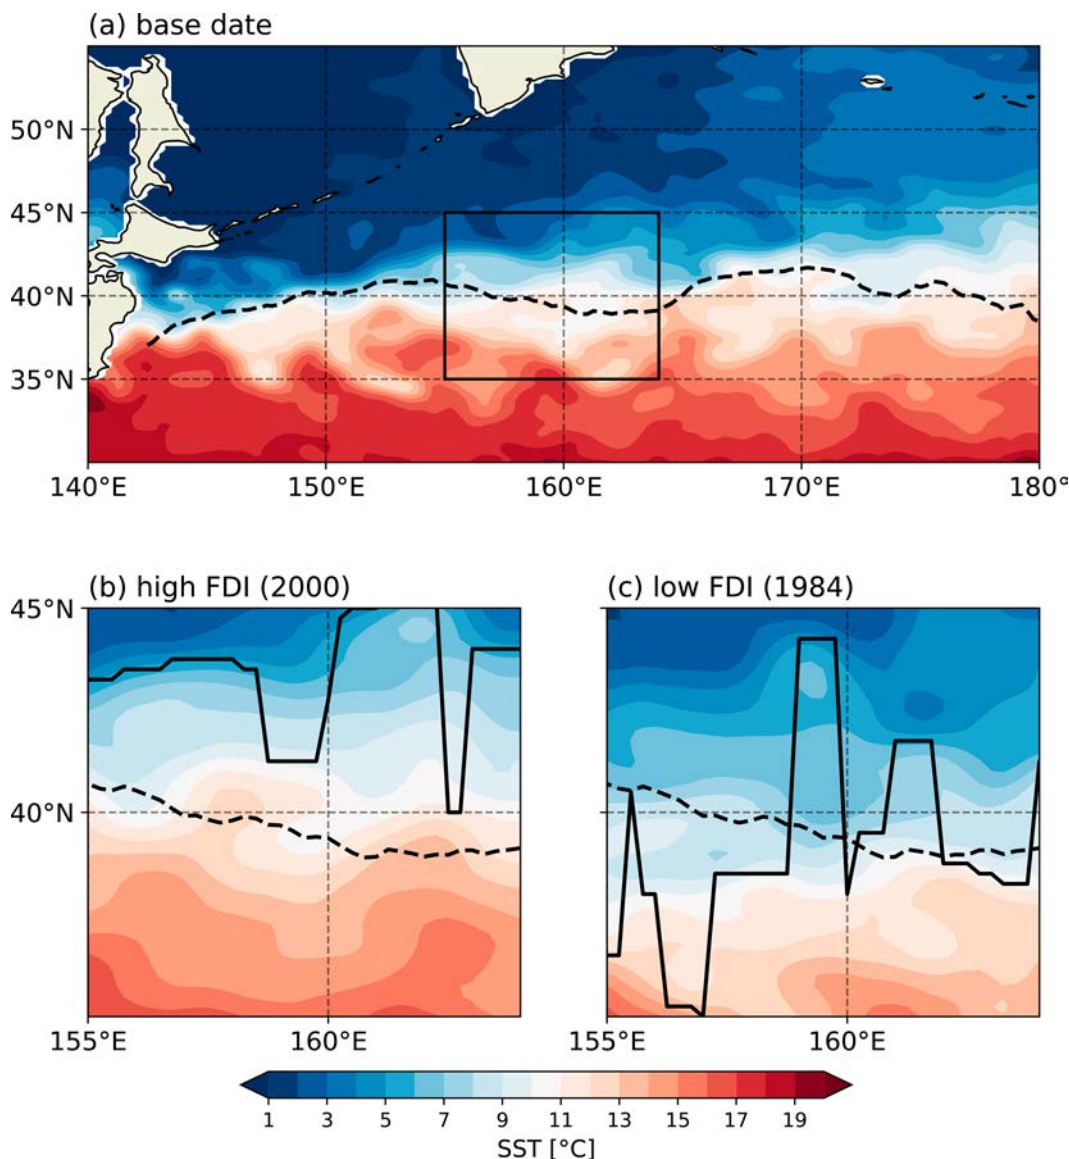 (a) base date
50°N
45°N
40°N
35°N
140°E 150°E 160°E 170°E 180°
(b) high FDI (2000)
(c) low FDI (1984)
45°N
40°N
155°E 160°E
155°E 160°E
1 3 5 7 9 11 13 15 17 19
SST [°C]